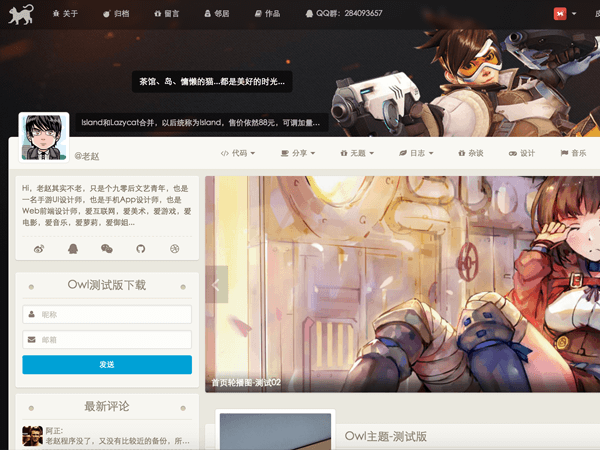 关于
归档
留言
邻居
作品
QQ群：284093657
茶馆、岛、慵懒的猫...都是美好的时光...
island和Lazycat合并，以后统称为island，售价依然88元，可谓加量...
@老赵
代码
分享
无题
日志
杂谈
设计
音乐
Hi，老赵其实不老，只是个九零后文艺青年，也是
一名手游UI设计师，也是手机App设计师，也是
Web前端设计师，爱互联网，爱美术，爱游戏，爱
电影，爱音乐，爱萝莉，爱御姐...
Owl测试版下载
昵称
邮箱
发送
首页轮播图-测试02
最新评论
阿正:
老赵程序没了，又没有比较近的备份，所...
Owl主题-测试版